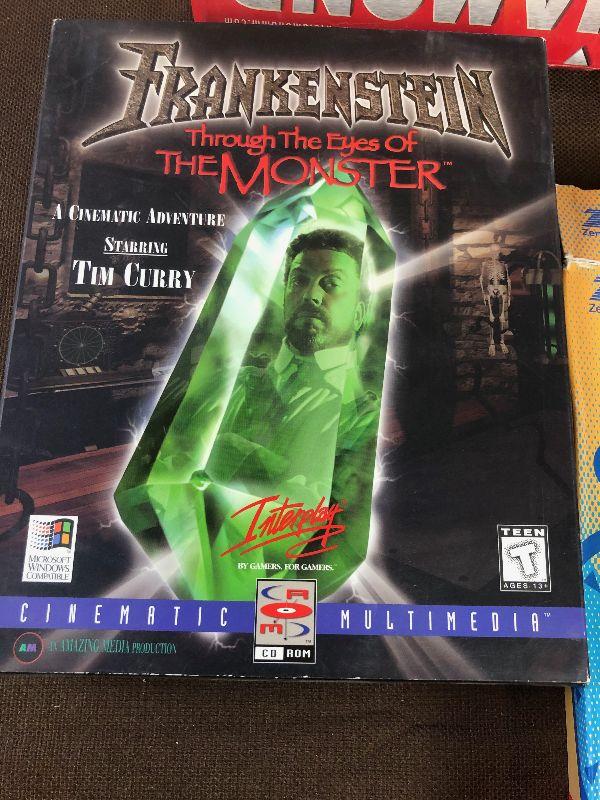 FRANKENSTEIN
Through The Eyes Of
THE MONSTER™
A CINEMATIC ADVENTURE
STARRING
TIM CURRY
Interplay
BY GAMERS. FOR GAMERS.™
MICROSOFT
WINDOWS
COMPATIBLE
TEEN
T
AGES 13+
CINEMATIC
MULTIMEDIA™
CD ROM
AM
AN AMAZING MEDIA PRODUCTION